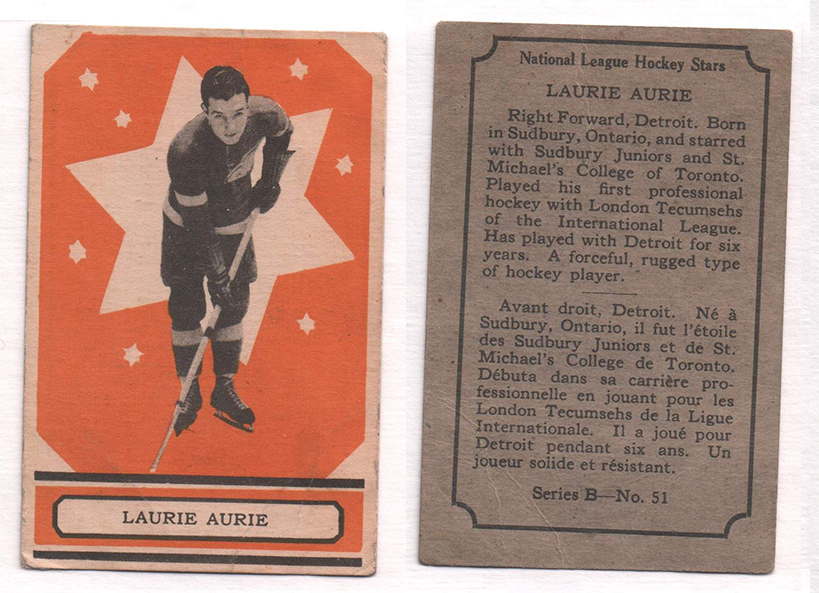 LAURIE AURIE
National League Hockey Stars
LAURIE AURIE
Right Forward, Detroit. Born
in Sudbury, Ontario, and starred
with Sudbury Juniors and St.
Michael's College of Toronto.
Played his first professional
hockey with London Tecumsehs
of the International League.
Has played with Detroit for six
years. A forceful, rugged type
of hockey player.
Avant droit, Detroit. Né à
Sudbury, Ontario, il fut l'étoile
des Sudbury Juniors et de St.
Michael's College de Toronto.
Débuta dans sa carrière pro-
fessionnelle en jouant pour les
London Tecumsehs de la Ligue
Internationale. Il a joué pour
Detroit pendant six ans. Un
joueur solide et résistant.
Series B—No. 51